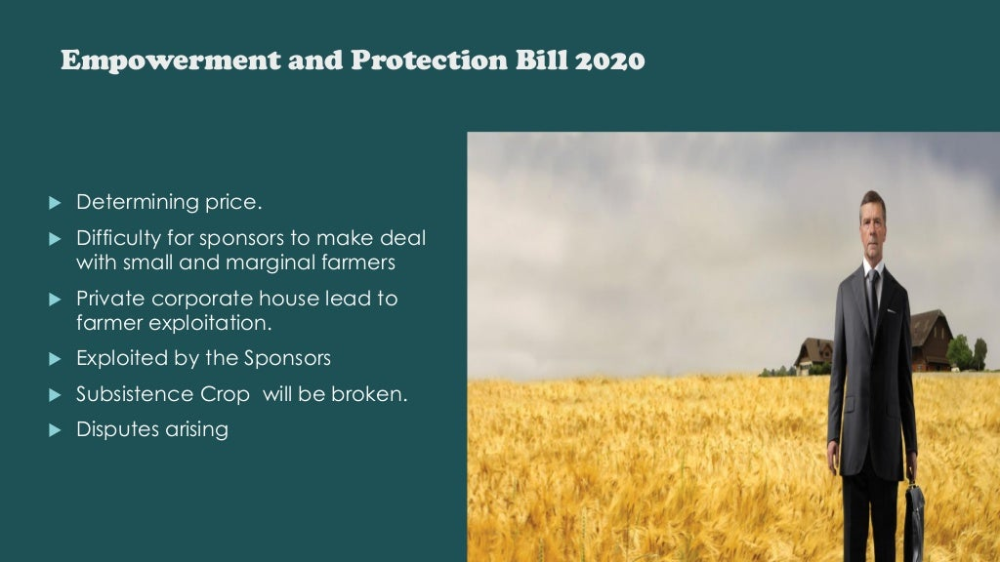 Empowerment and Protection Bill 2020
Determining price.
Difficulty for sponsors to make deal
with small and marginal farmers
Private corporate house lead to
farmer exploitation.
Exploited by the Sponsors
Subsistence Crop  will be broken.
Disputes arising